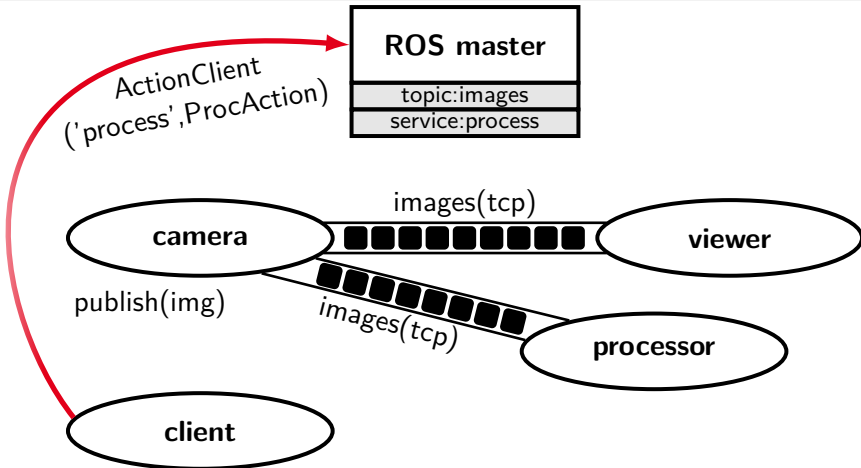 ROS master
topic:images
service:process
ActionClient
('process',ProcAction)
images(tcp)
camera
viewer
publish(img)
images(tcp)
processor
client